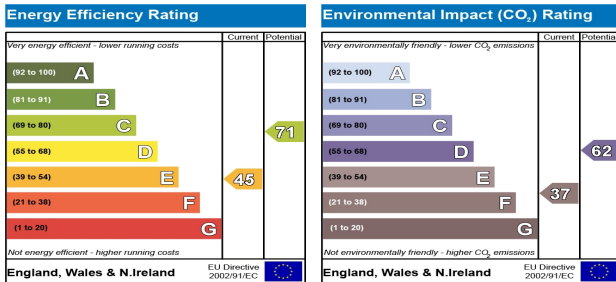 Energy Efficiency Rating
Current Potential
Very energy efficient - lower running costs
(92 to 100) A
(81 to 91) B
(69 to 80) C
71
(55 to 68) D
(39 to 54) E
45
(21 to 38) F
(1 to 20) G
Not energy efficient - higher running costs
England, Wales & N.Ireland
EU Directive
2002/91/EC
Environmental Impact (CO₂) Rating
Current Potential
Very environmentally friendly - lower CO₂ emissions
(92 to 100) A
(81 to 91) B
(69 to 80) C
(55 to 68) D
62
(39 to 54) E
(21 to 38) F
37
(1 to 20) G
Not environmentally friendly - higher CO₂ emissions
England, Wales & N.Ireland
EU Directive
2002/91/EC